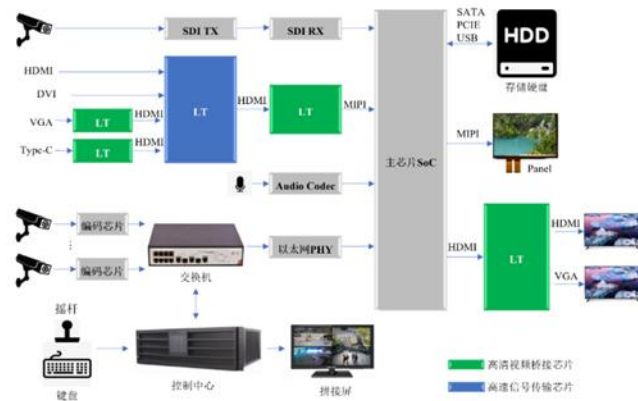 SDI TX
SDI RX
SATA
PCIE
USB
HDD
存储硬盘
HDMI
DVI
VGA
LT
HDMI
Type-C
LT
HDMI
LT
HDMI
LT
MIPI
主芯片SoC
MIPI
Panel
Audio Codec
编码芯片
编码芯片
交换机
以太网PHY
HDMI
LT
HDMI
VGA
摇杆
键盘
控制中心
拼接屏
高清视频桥接芯片
高速信号传输芯片